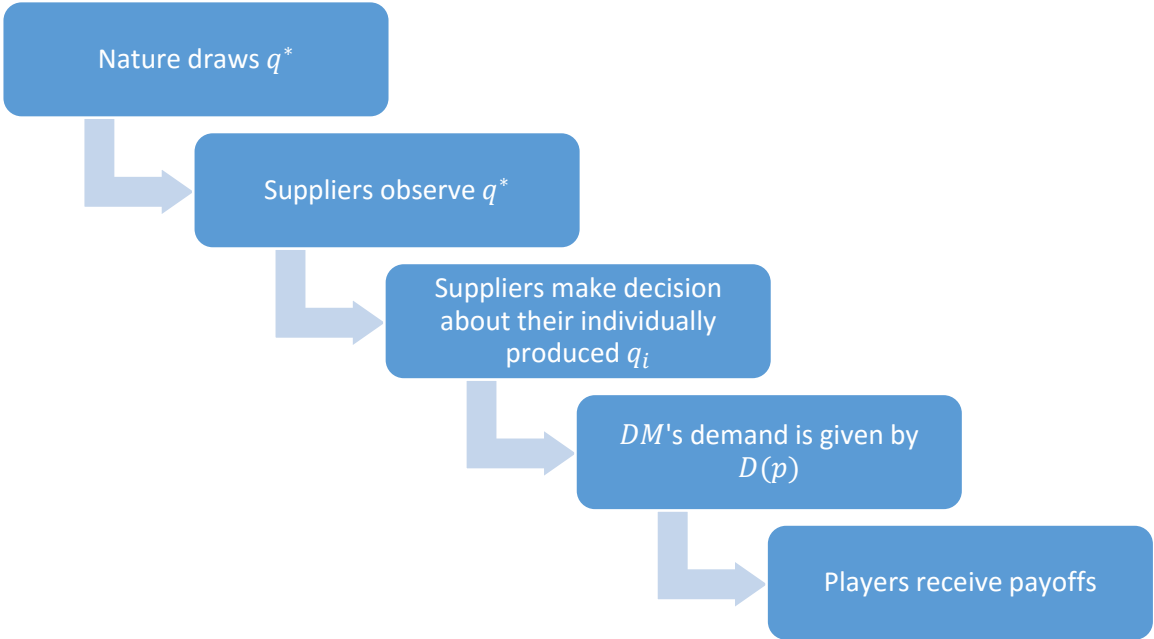 Nature draws q*
Suppliers observe q*
Suppliers make decision
about their individually
produced qᵢ
DM's demand is given by
D(p)
Players receive payoffs